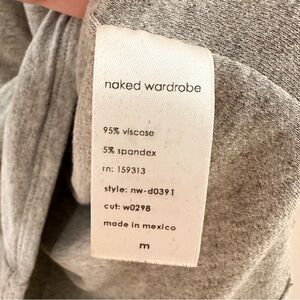 naked wardrobe
95% viscose
5% spandex
rn: 159313
style: nw-d0391
cut: w0298
made in mexico
m